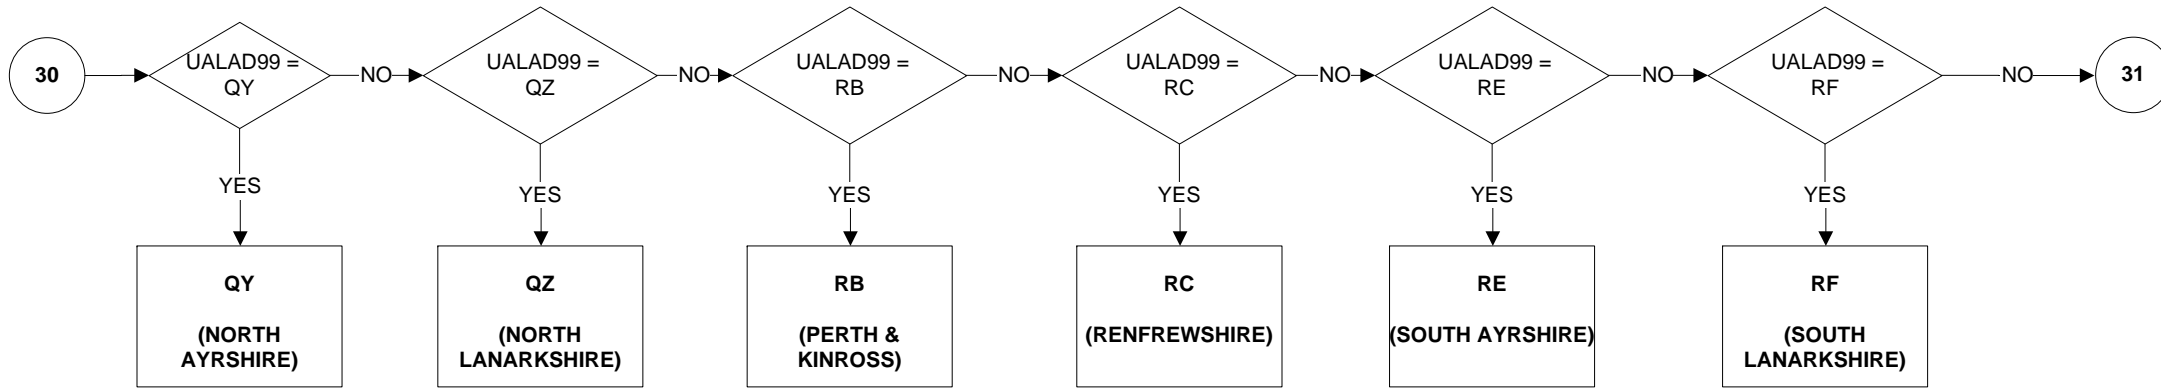 30
UALAD99 =
QY
NO
UALAD99 =
QZ
NO
UALAD99 =
RB
NO
UALAD99 =
RC
NO
UALAD99 =
RE
NO
UALAD99 =
RF
NO
31
YES
YES
YES
YES
YES
YES
QY
(NORTH
AYRSHIRE)
QZ
(NORTH
LANARKSHIRE)
RB
(PERTH &
KINROSS)
RC
(RENFREWSHIRE)
RE
(SOUTH AYRSHIRE)
RF
(SOUTH
LANARKSHIRE)